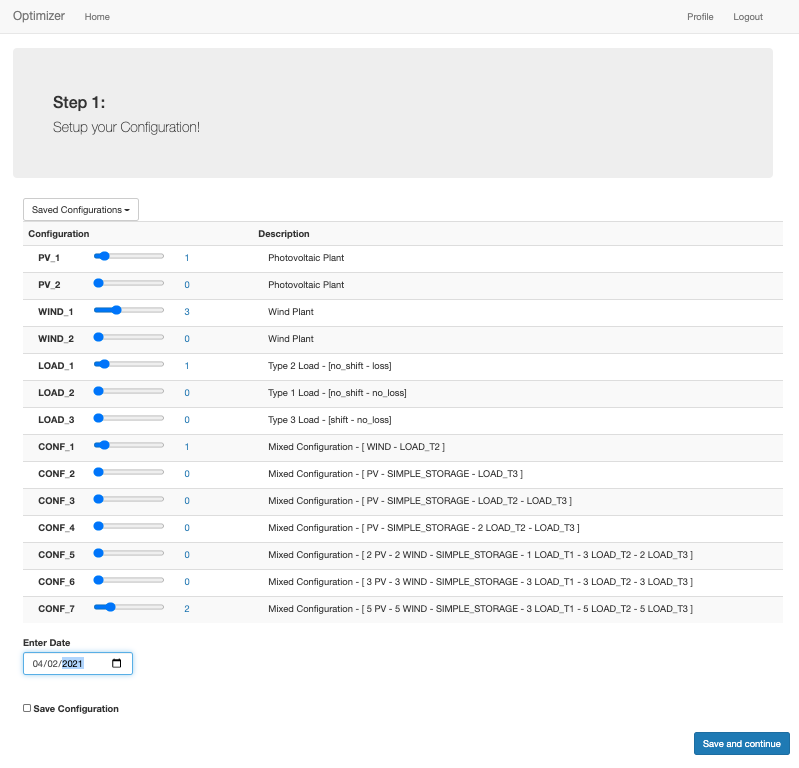 Optimizer Home Profile Logout
Step 1:
Setup your Configuration!
Saved Configurations
Configuration Description
PV_1 1 Photovoltaic Plant
PV_2 0 Photovoltaic Plant
WIND_1 3 Wind Plant
WIND_2 0 Wind Plant
LOAD_1 1 Type 2 Load - [no_shift - loss]
LOAD_2 0 Type 1 Load - [no_shift - no_loss]
LOAD_3 0 Type 3 Load - [shift - no_loss]
CONF_1 1 Mixed Configuration - [ WIND - LOAD_T2 ]
CONF_2 0 Mixed Configuration - [ PV - SIMPLE_STORAGE - LOAD_T3 ]
CONF_3 0 Mixed Configuration - [ PV - SIMPLE_STORAGE - LOAD_T2 - LOAD_T3 ]
CONF_4 0 Mixed Configuration - [ PV - SIMPLE_STORAGE - 2 LOAD_T2 - LOAD_T3 ]
CONF_5 0 Mixed Configuration - [ 2 PV - 2 WIND - SIMPLE_STORAGE - 1 LOAD_T1 - 3 LOAD_T2 - 2 LOAD_T3 ]
CONF_6 0 Mixed Configuration - [ 3 PV - 3 WIND - SIMPLE_STORAGE - 3 LOAD_T1 - 3 LOAD_T2 - 3 LOAD_T3 ]
CONF_7 2 Mixed Configuration - [ 5 PV - 5 WIND - SIMPLE_STORAGE - 3 LOAD_T1 - 5 LOAD_T2 - 5 LOAD_T3 ]
Enter Date
04/02/2021
Save Configuration
Save and continue